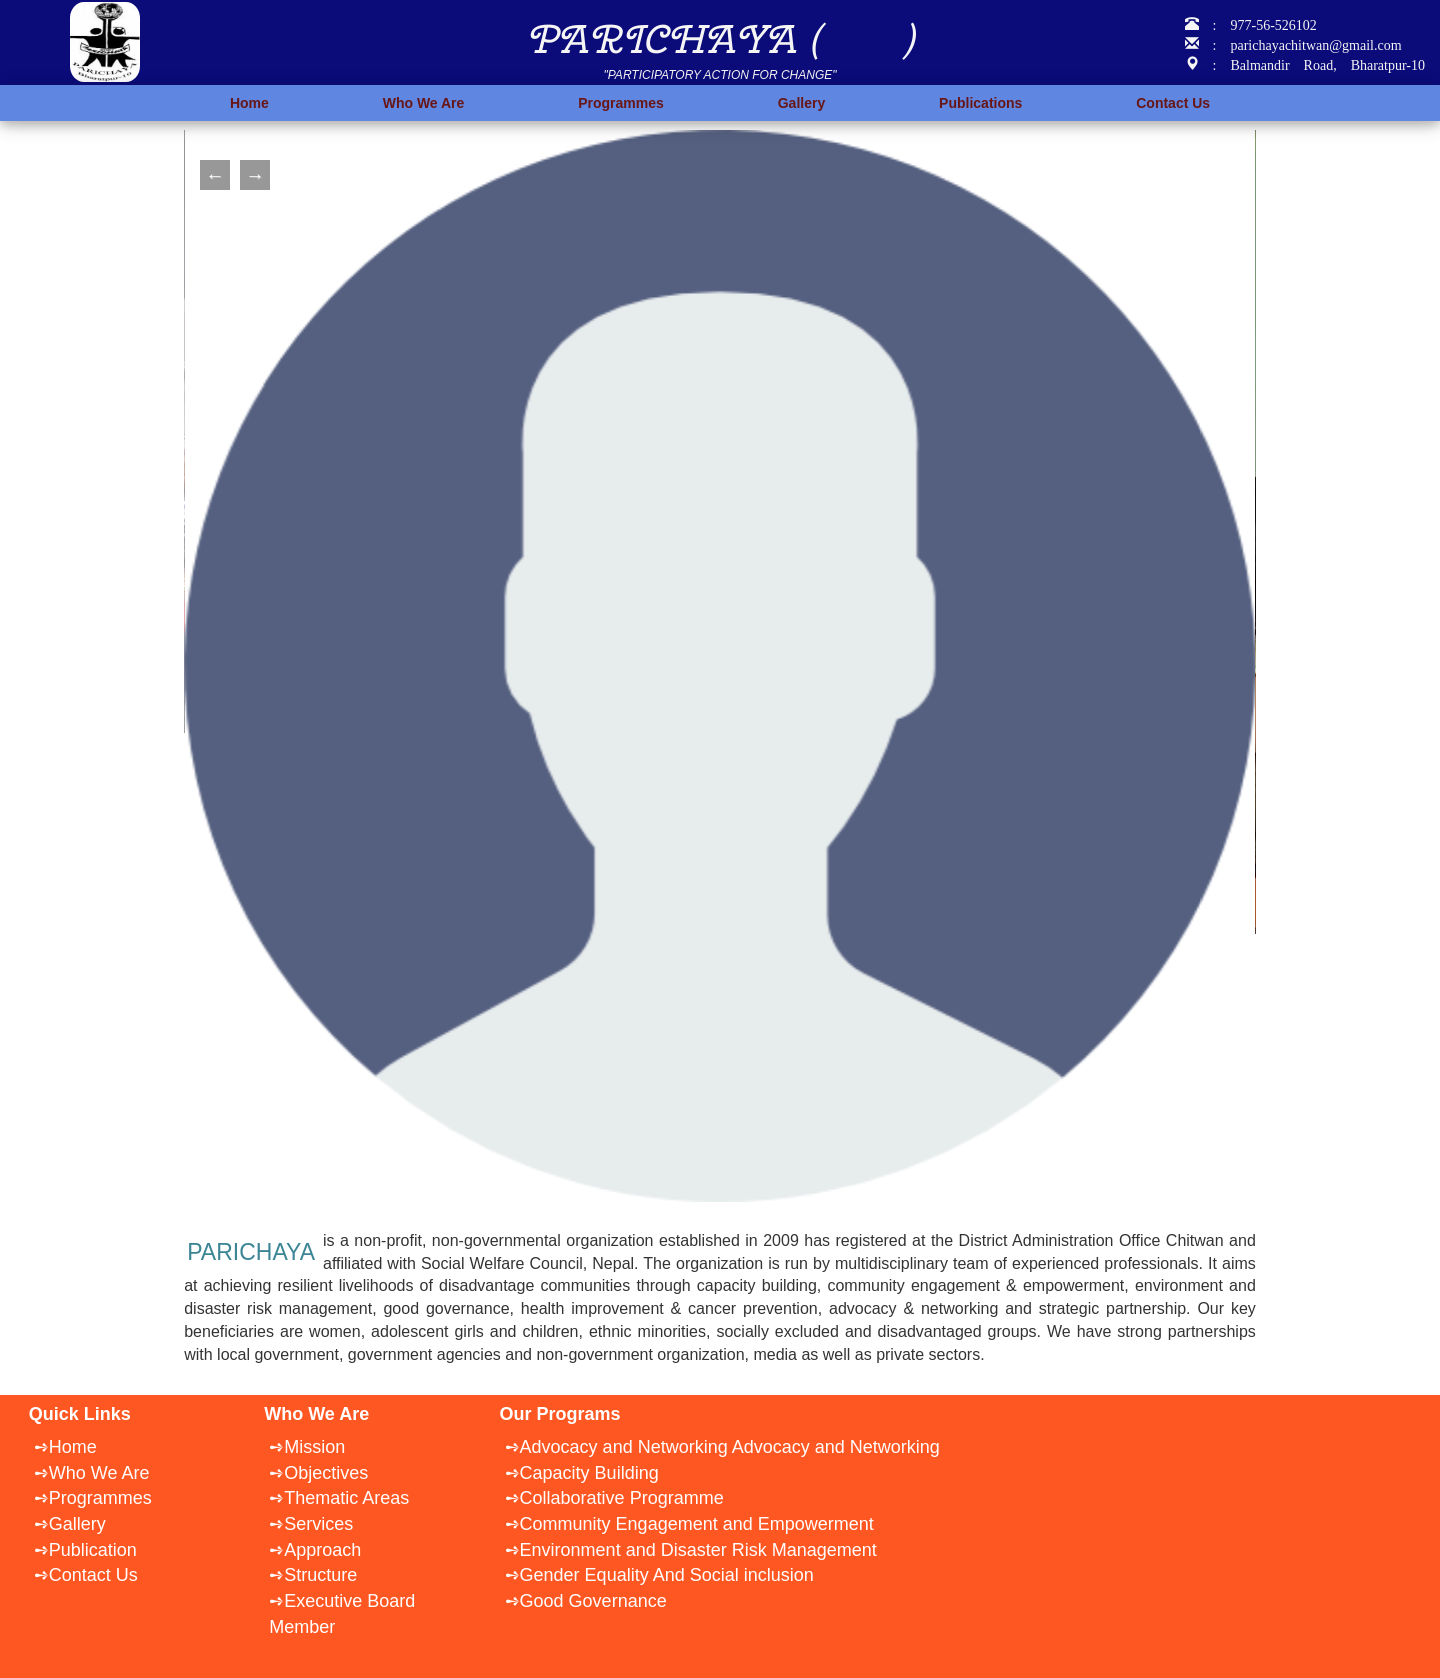 PARICHAYA ( )
"PARTICIPATORY ACTION FOR CHANGE"
: 977-56-526102
: parichayachitwan@gmail.com
: Balmandir Road, Bharatpur-10
PARICHAYA
Bharatpur-10
Home Who We Are Programmes Gallery Publications Contact Us
← →
PARICHAYA is a non-profit, non-governmental organization established in 2009 has registered at the District Administration Office Chitwan and
affiliated with Social Welfare Council, Nepal. The organization is run by multidisciplinary team of experienced professionals. It aims
at achieving resilient livelihoods of disadvantage communities through capacity building, community engagement & empowerment, environment and
disaster risk management, good governance, health improvement & cancer prevention, advocacy & networking and strategic partnership. Our key
beneficiaries are women, adolescent girls and children, ethnic minorities, socially excluded and disadvantaged groups. We have strong partnerships
with local government, government agencies and non-government organization, media as well as private sectors.
Quick Links
➺Home
➺Who We Are
➺Programmes
➺Gallery
➺Publication
➺Contact Us
Who We Are
➺Mission
➺Objectives
➺Thematic Areas
➺Services
➺Approach
➺Structure
➺Executive Board
Member
Our Programs
➺Advocacy and Networking Advocacy and Networking
➺Capacity Building
➺Collaborative Programme
➺Community Engagement and Empowerment
➺Environment and Disaster Risk Management
➺Gender Equality And Social inclusion
➺Good Governance